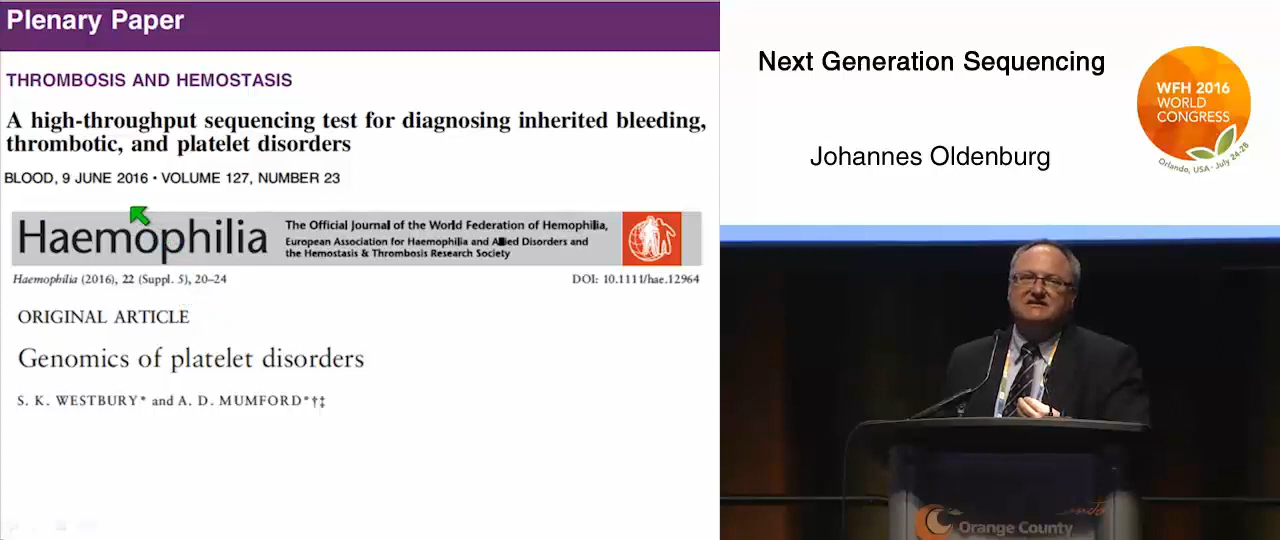 Plenary Paper
THROMBOSIS AND HEMOSTASIS
A high-throughput sequencing test for diagnosing inherited bleeding,
thrombotic, and platelet disorders
BLOOD, 9 JUNE 2016 • VOLUME 127, NUMBER 23
Haemophilia
The Official Journal of the World Federation of Hemophilia,
European Association for Haemophilia and Allied Disorders and
the Hemostasis & Thrombosis Research Society
Haemophilia (2016), 22 (Suppl. 5), 20–24
DOI: 10.1111/hae.12964
ORIGINAL ARTICLE
Genomics of platelet disorders
S. K. WESTBURY* and A. D. MUMFORD*†‡
Next Generation Sequencing
Johannes Oldenburg
WFH 2016
WORLD
CONGRESS
Orlando, USA · July 24-28
Orange County